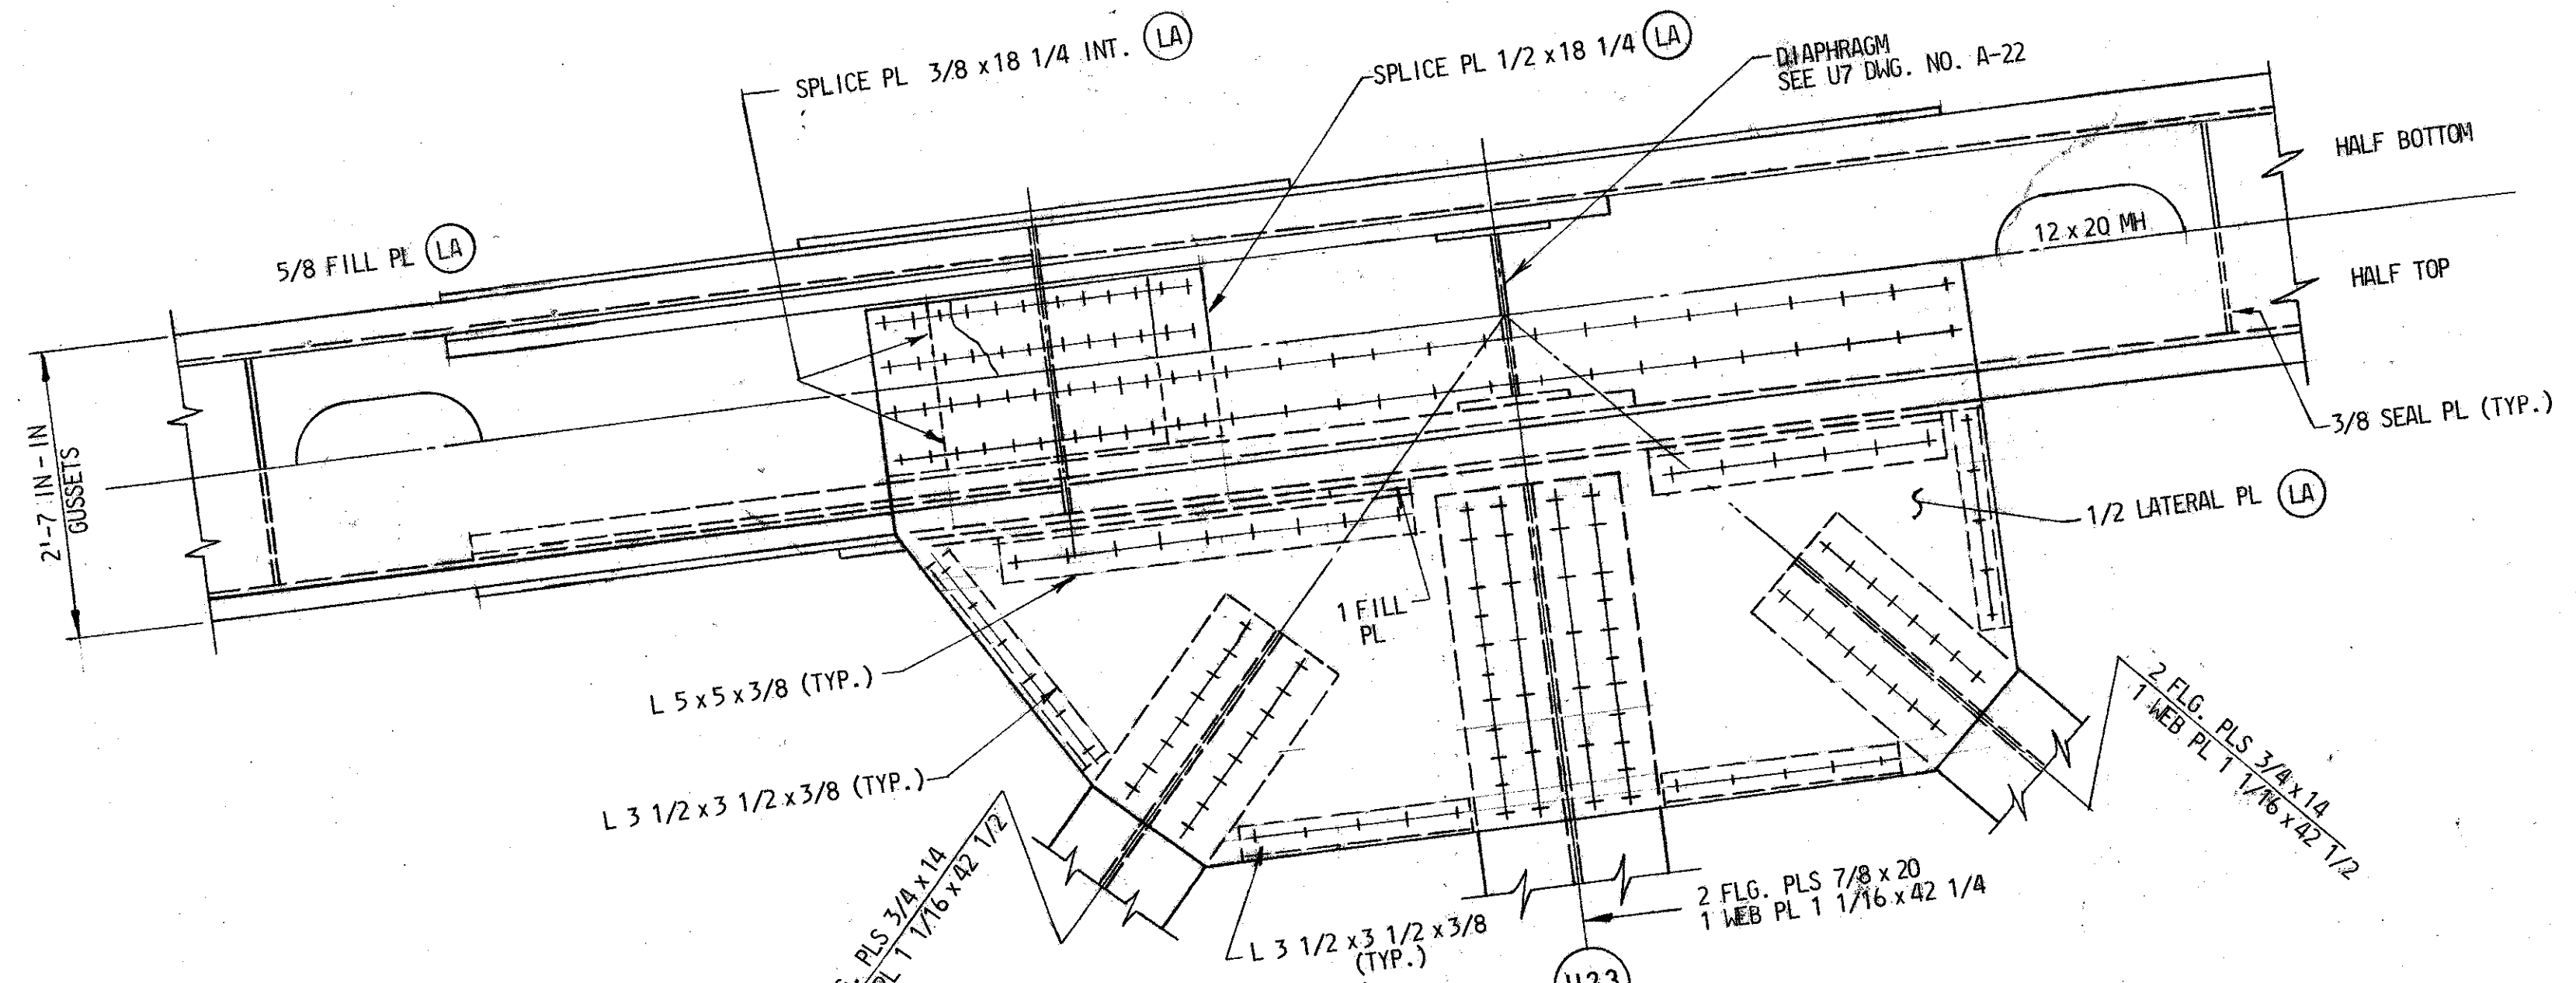 SPLICE PL 3/8 x 18 1/4 INT. LA
SPLICE PL 1/2 x 18 1/4 LA
DIAPHRAGM
SEE U7 DWG. NO. A-22
HALF BOTTOM
12 x 20 MH
HALF TOP
5/8 FILL PL LA
2'-7 IN-IN
GUSSETS
3/8 SEAL PL (TYP.)
1/2 LATERAL PL LA
1 FILL
PL
L 5 x 5 x 3/8 (TYP.)
L 3 1/2 x 3 1/2 x 3/8 (TYP.)
2 FLG. PLS 3/4 x 14
1 WEB PL 1 1/16 x 42 1/2
PLS 3/4 x 14
PL 1 1/16 x 42 1/2
2 FLG. PLS 7/8 x 20
1 WEB PL 1 1/16 x 42 1/4
L 3 1/2 x 3 1/2 x 3/8
(TYP.)
U23